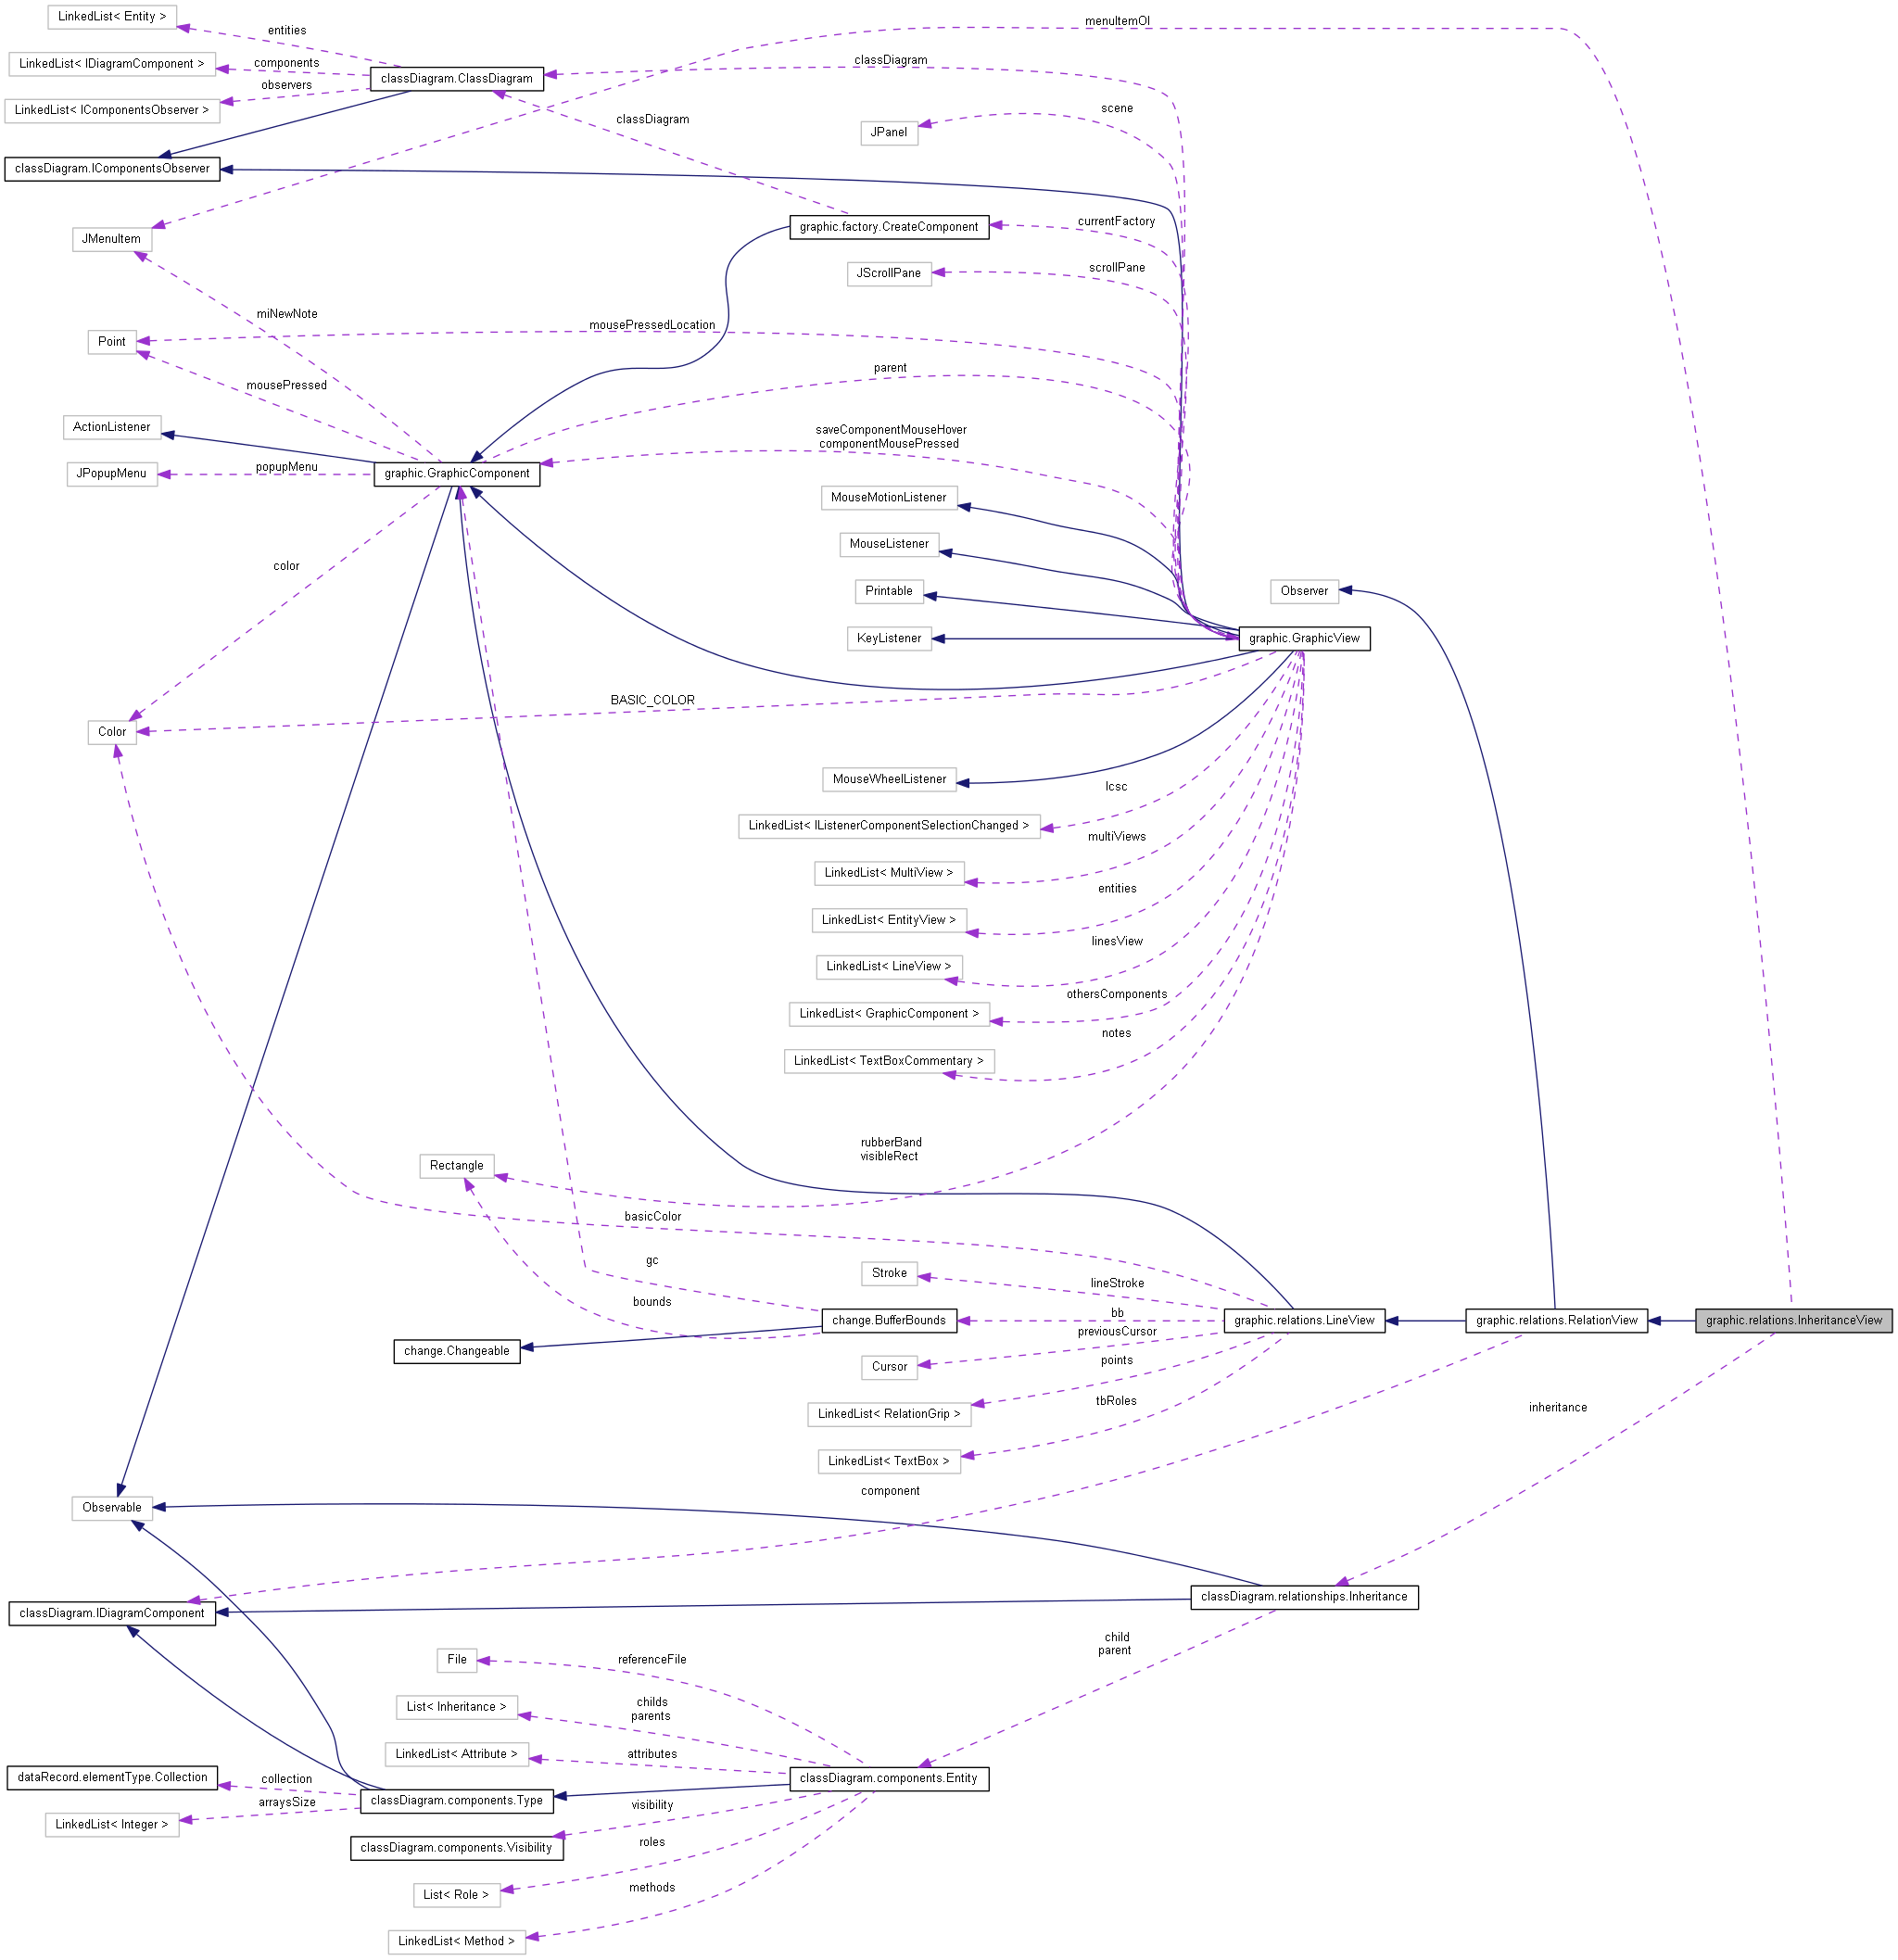 LinkedList< Entity >
menuItemOI
entities
LinkedList< IDiagramComponent >
components
classDiagram
classDiagram.ClassDiagram
observers
LinkedList< IComponentsObserver >
scene
classDiagram
JPanel
classDiagram.IComponentsObserver
currentFactory
graphic.factory.CreateComponent
JMenuItem
scrollPane
JScrollPane
miNewNote
mousePressedLocation
Point
parent
mousePressed
ActionListener
saveComponentMouseHover
componentMousePressed
popupMenu
JPopupMenu
graphic.GraphicComponent
MouseMotionListener
MouseListener
color
Printable
Observer
KeyListener
graphic.GraphicView
BASIC_COLOR
Color
MouseWheelListener
lcsc
LinkedList< IListenerComponentSelectionChanged >
multiViews
LinkedList< MultiView >
entities
LinkedList< EntityView >
linesView
LinkedList< LineView >
othersComponents
LinkedList< GraphicComponent >
notes
LinkedList< TextBoxCommentary >
rubberBand
visibleRect
Rectangle
basicColor
gc
Stroke
lineStroke
bounds
bb
change.BufferBounds
graphic.relations.LineView
graphic.relations.RelationView
graphic.relations.InheritanceView
previousCursor
change.Changeable
points
Cursor
tbRoles
inheritance
LinkedList< RelationGrip >
LinkedList< TextBox >
component
Observable
classDiagram.relationships.Inheritance
classDiagram.IDiagramComponent
child
parent
referenceFile
File
childs
parents
List< Inheritance >
attributes
LinkedList< Attribute >
dataRecord.elementType.Collection
collection
classDiagram.components.Entity
arraysSize
classDiagram.components.Type
visibility
LinkedList< Integer >
roles
classDiagram.components.Visibility
methods
List< Role >
LinkedList< Method >